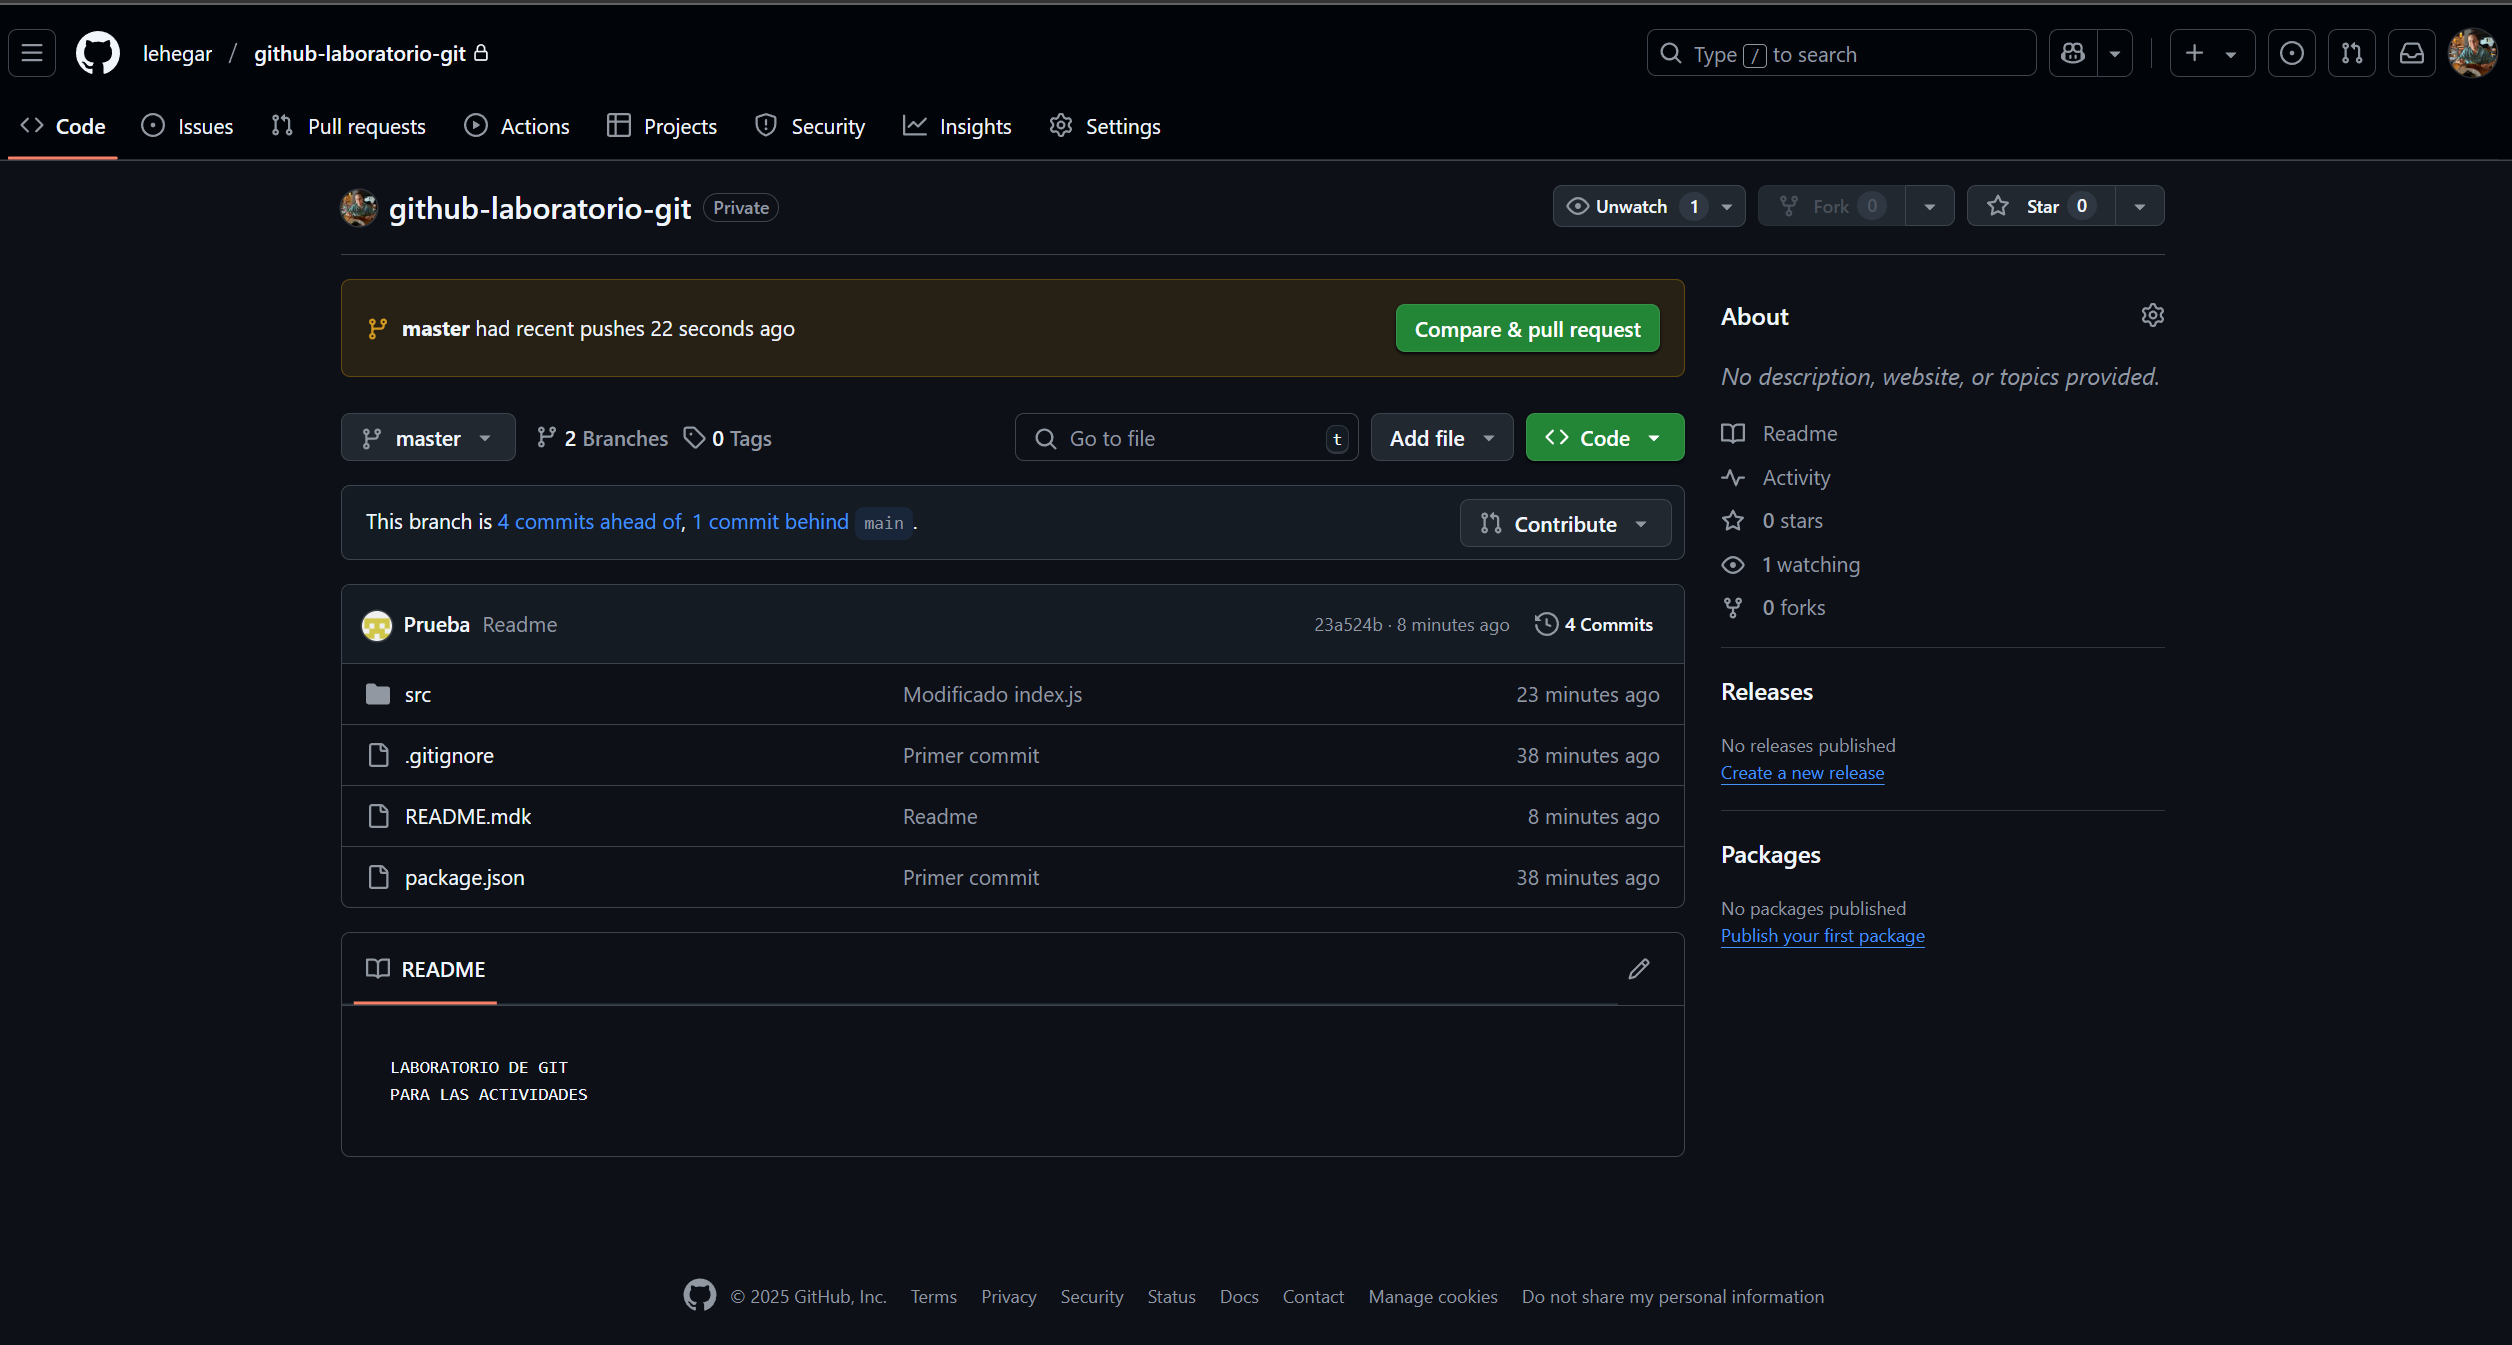 lehegar / github-laboratorio-git
Type / to search
Code Issues Pull requests Actions Projects Security Insights Settings
github-laboratorio-git Private
Unwatch 1 Fork 0 Star 0
master had recent pushes 22 seconds ago
Compare & pull request
master 2 Branches 0 Tags
Go to file t
Add file
Code
This branch is 4 commits ahead of, 1 commit behind main .
Contribute
Prueba Readme 23a524b · 8 minutes ago 4 Commits
src Modificado index.js 23 minutes ago
.gitignore Primer commit 38 minutes ago
README.mdk Readme 8 minutes ago
package.json Primer commit 38 minutes ago
README
LABORATORIO DE GIT
PARA LAS ACTIVIDADES
About
No description, website, or topics provided.
Readme
Activity
0 stars
1 watching
0 forks
Releases
No releases published
Create a new release
Packages
No packages published
Publish your first package
© 2025 GitHub, Inc. Terms Privacy Security Status Docs Contact Manage cookies Do not share my personal information